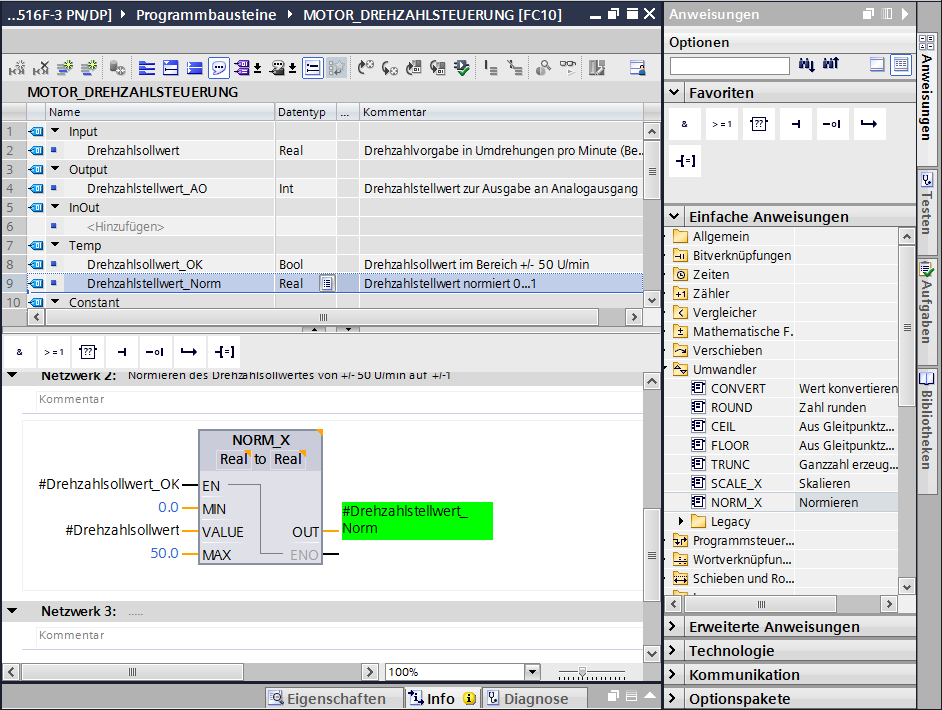 ..516F-3 PN/DP] Programmbausteine MOTOR_DREHZAHLSTEUERUNG [FC10]
MOTOR_DREHZAHLSTEUERUNG
Name Datentyp ... Kommentar
1 Input
2 Drehzahlsollwert Real Drehzahlvorgabe in Umdrehungen pro Minute (Be..
3 Output
4 Drehzahlstellwert_AO Int Drehzahlstellwert zur Ausgabe an Analogausgang
5 InOut
6 <Hinzufügen>
7 Temp
8 Drehzahlsollwert_OK Bool Drehzahlsollwert im Bereich +/- 50 U/min
9 Drehzahlstellwert_Norm Real Drehzahlstellwert normiert 0...1
10 Constant
& >=1 [??] -[=]
Netzwerk 2: Normieren des Drehzahlsollwertes von +/- 50 U/min auf +/-1
Kommentar
NORM_X
Real to Real
#Drehzahlsollwert_OK EN
0.0 MIN
#Drehzahlsollwert VALUE
50.0 MAX
OUT
ENO
#Drehzahlstellwert_
Norm
Netzwerk 3: .....
Kommentar
100%
Eigenschaften Info Diagnose
Anweisungen
Optionen
Favoriten
& >=1 ??
-[=]
Einfache Anweisungen
Allgemein
Bitverknüpfungen
Zeiten
Zähler
Vergleicher
Mathematische F.
Verschieben
Umwandler
CONVERT Wert konvertieren
ROUND Zahl runden
CEIL Aus Gleitpunktz...
FLOOR Aus Gleitpunktz...
TRUNC Ganzzahl erzeug...
SCALE_X Skalieren
NORM_X Normieren
Legacy
Programmsteuer...
Wortverknüpfun...
Schieben und Ro...
Erweiterte Anweisungen
Technologie
Kommunikation
Optionspakete
Anweisungen
Testen
Aufgaben
Bibliotheken